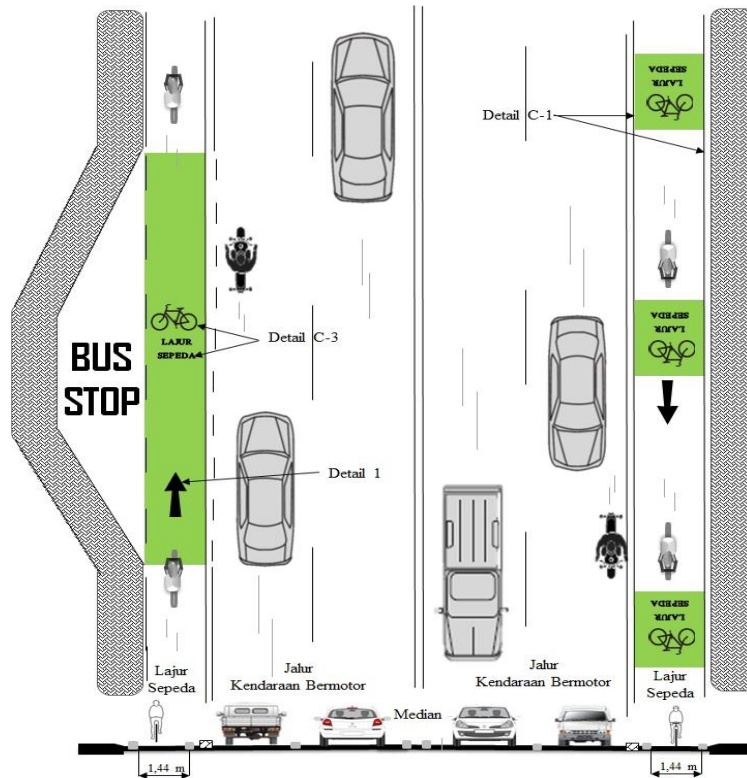 LAJUR
SEPEDA
Detail C-1
LAJUR
SEPEDA
LAJUR
SEPEDA
Detail C-3
BUS
STOP
Detail 1
LAJUR
SEPEDA
Lajur
Sepeda
Jalur
Kendaraan Bermotor
Jalur
Kendaraan Bermotor
Lajur
Sepeda
Median
1,44 m
1,44 m